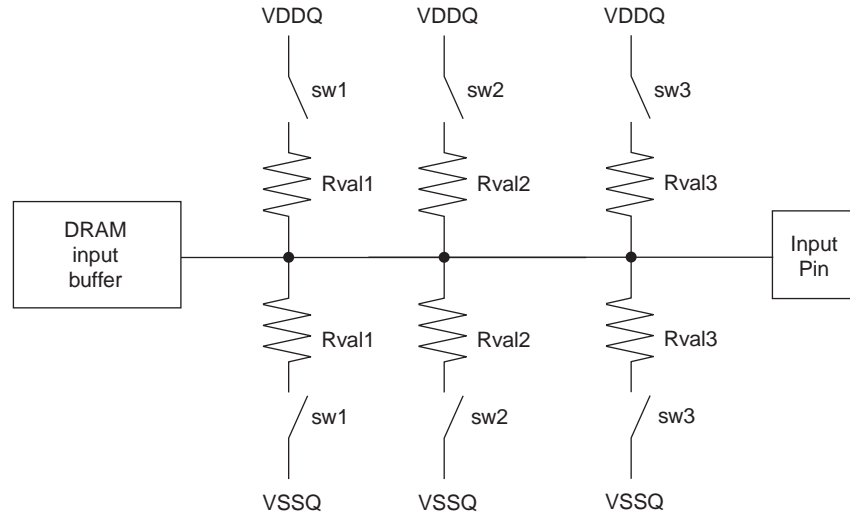 VDDQ VDDQ VDDQ
sw1 sw2 sw3
Rval1 Rval2 Rval3
DRAM
input
buffer
Input
Pin
Rval1 Rval2 Rval3
sw1 sw2 sw3
VSSQ VSSQ VSSQ